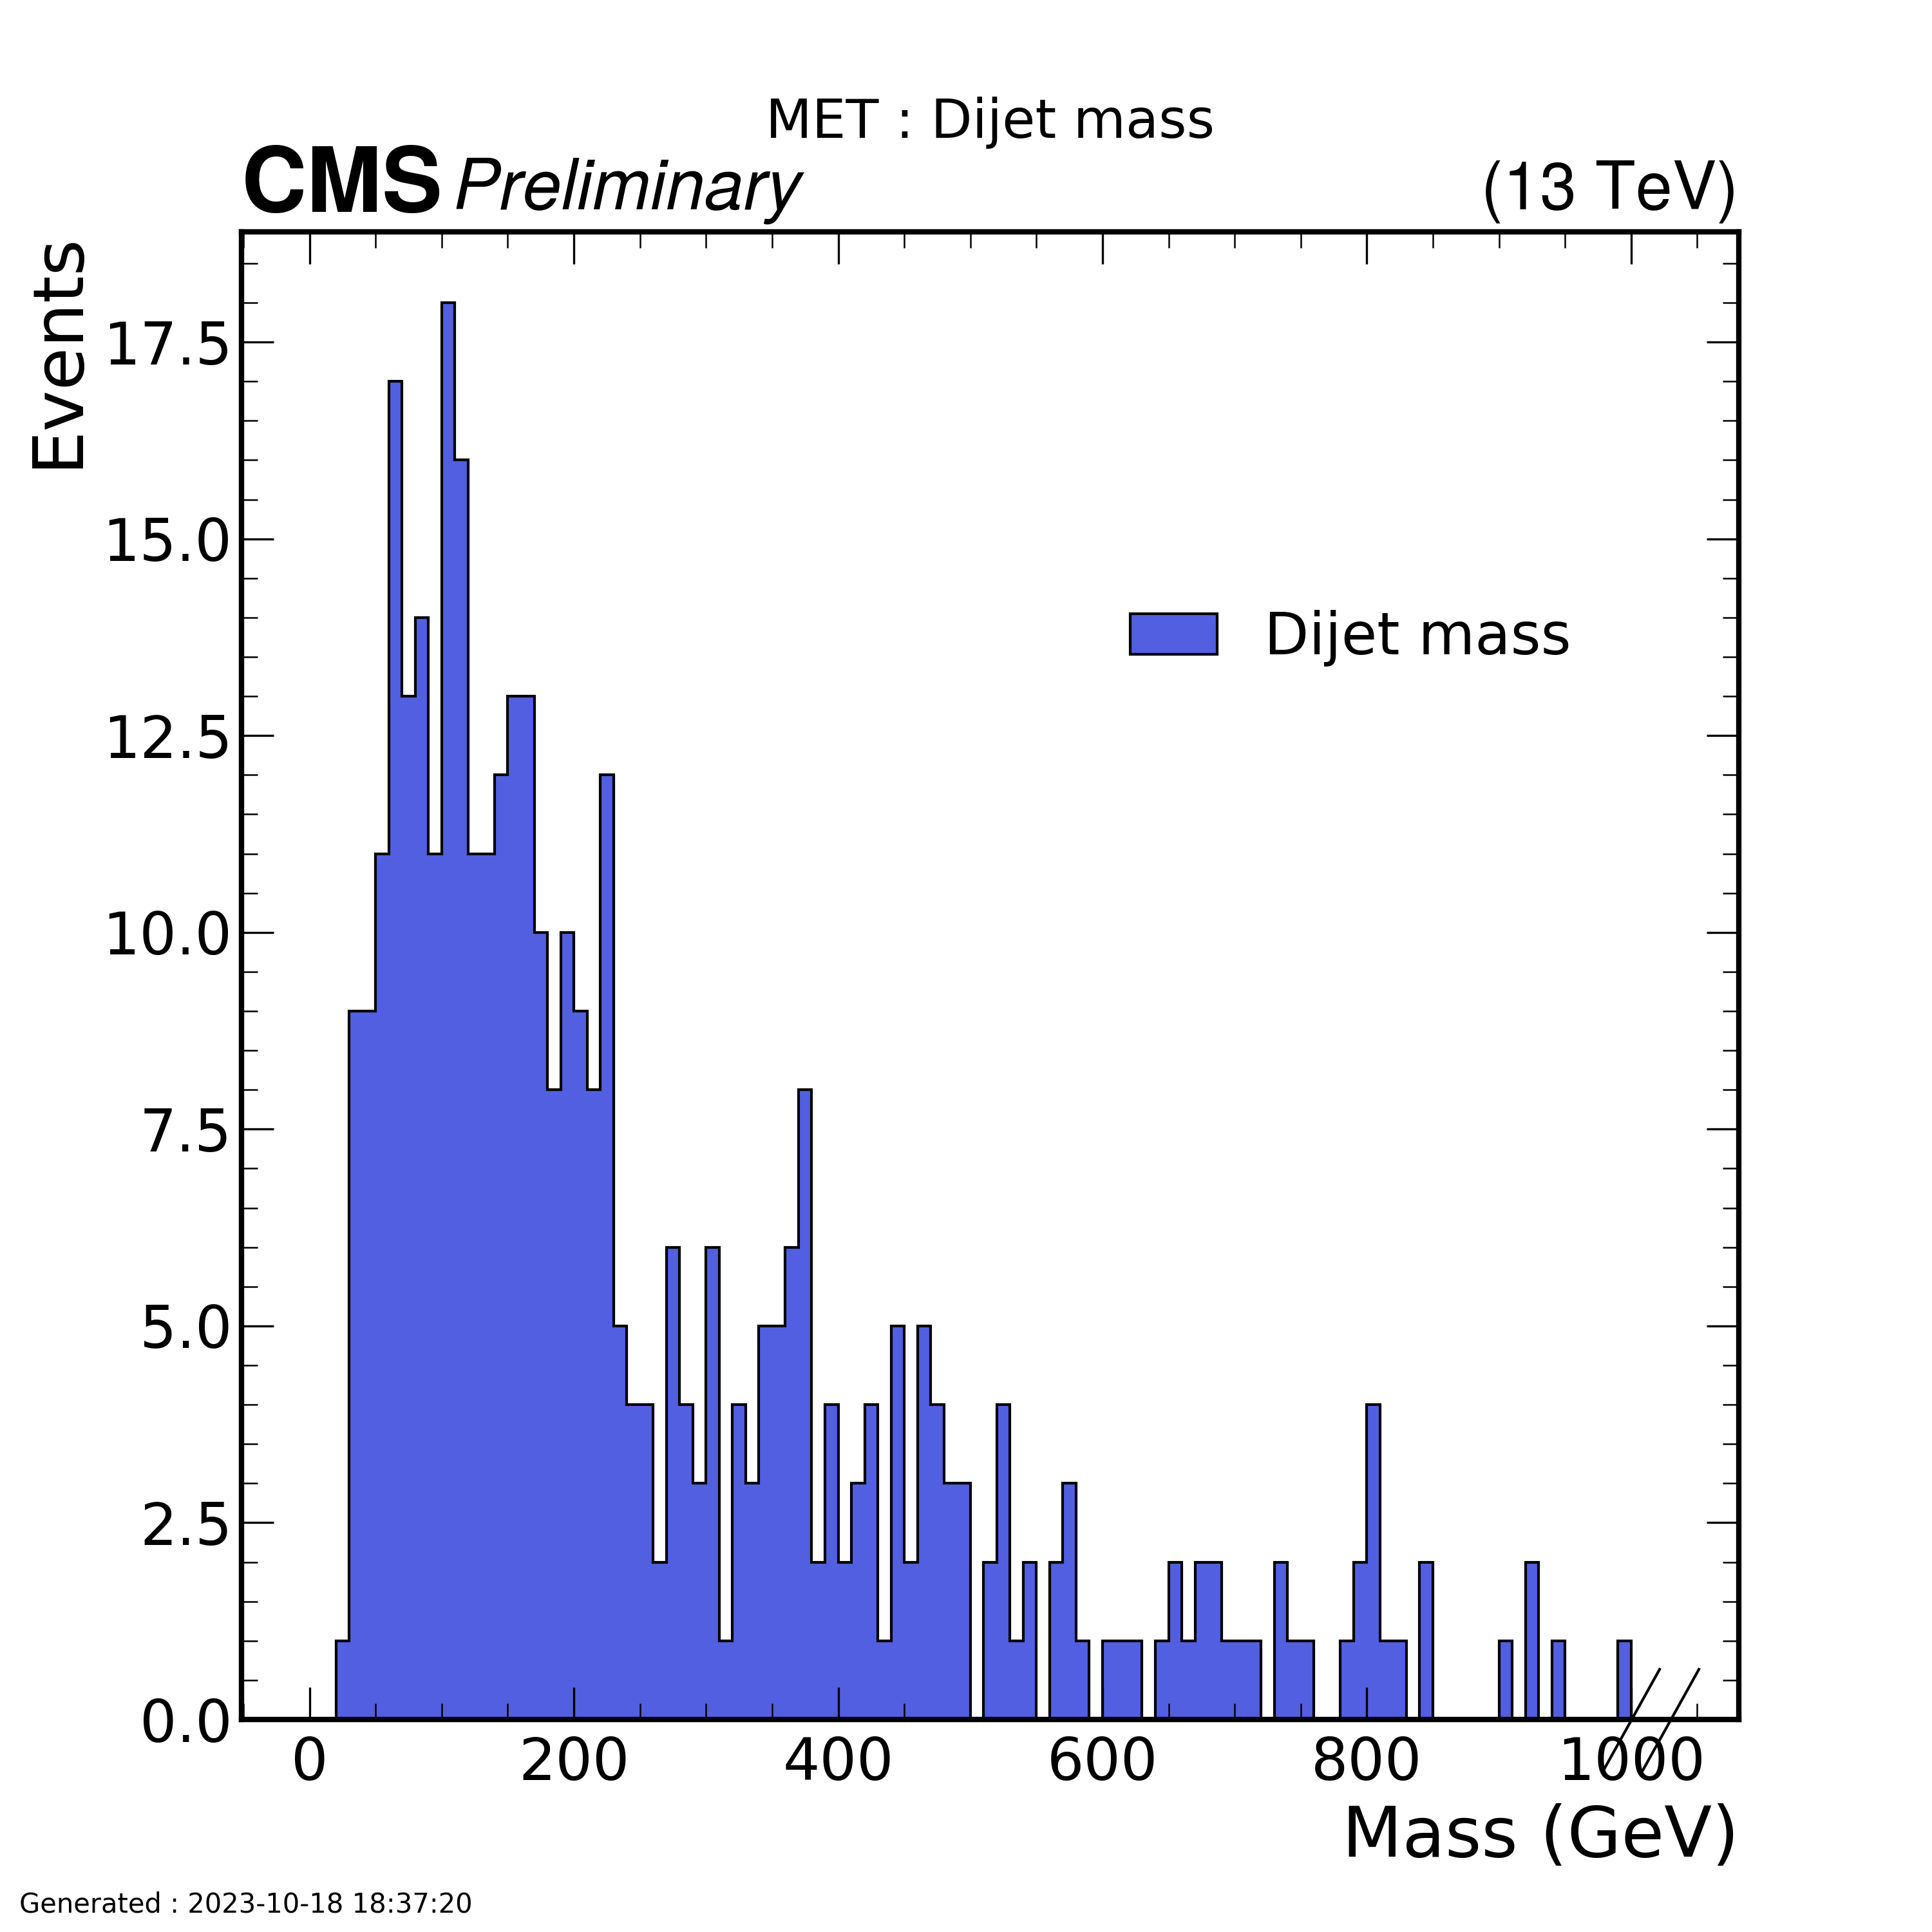 MET : Dijet mass
CMS Preliminary (13 TeV)
Events
17.5
15.0
12.5
10.0
7.5
5.0
2.5
0.0
Dijet mass
0 200 400 600 800 1000
Mass (GeV)
Generated : 2023-10-18 18:37:20